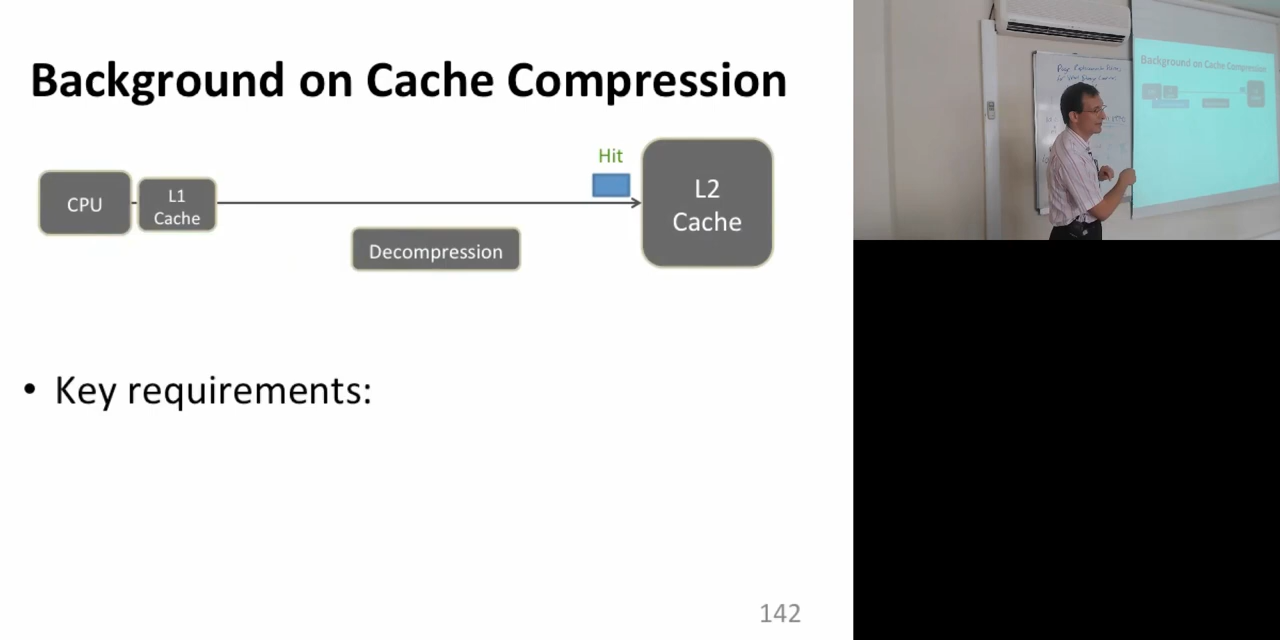 Background on Cache Compression
Hit
CPU
L1
Cache
L2
Cache
Decompression
• Key requirements:
142
Background on Cache Compression